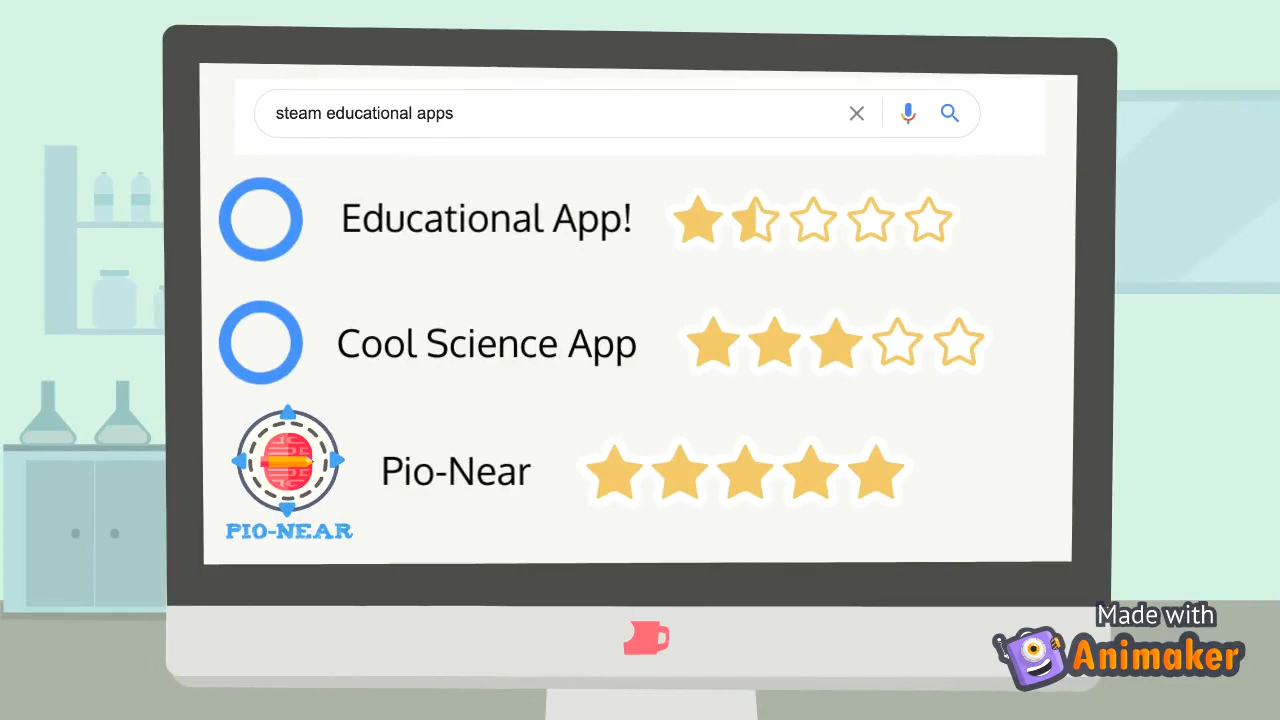 steam educational apps
Educational App!
Cool Science App
Pio-Near
PIO-NEAR
Made with
Animaker